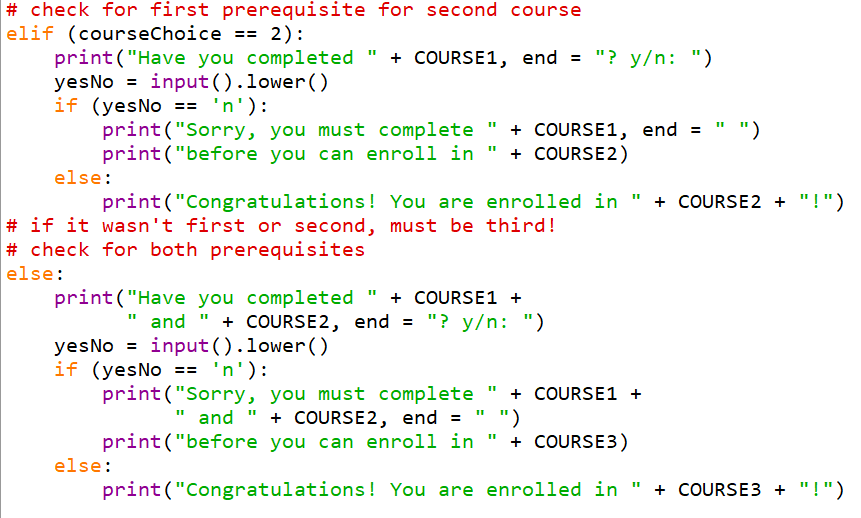 # check for first prerequisite for second course
elif (courseChoice == 2):
    print("Have you completed " + COURSE1, end = "? y/n: ")
    yesNo = input().lower()
    if (yesNo == 'n'):
        print("Sorry, you must complete " + COURSE1, end = " ")
        print("before you can enroll in " + COURSE2)
    else:
        print("Congratulations! You are enrolled in " + COURSE2 + "!")
# if it wasn't first or second, must be third!
# check for both prerequisites
else:
    print("Have you completed " + COURSE1 +
          " and " + COURSE2, end = "? y/n: ")
    yesNo = input().lower()
    if (yesNo == 'n'):
        print("Sorry, you must complete " + COURSE1 +
              " and " + COURSE2, end = " ")
        print("before you can enroll in " + COURSE3)
    else:
        print("Congratulations! You are enrolled in " + COURSE3 + "!")